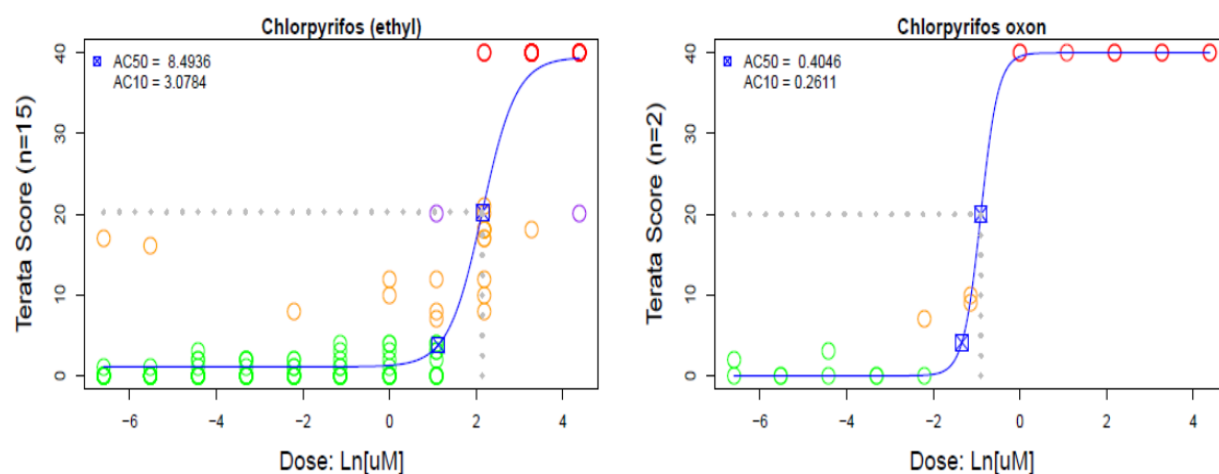 Chlorpyrifos (ethyl)
AC50 = 8.4936
AC10 = 3.0784
Terata Score (n=15)
40
30
20
10
0
−6 −4 −2 0 2 4
Dose: Ln[uM]
Chlorpyrifos oxon
AC50 = 0.4046
AC10 = 0.2611
Terata Score (n=2)
40
30
20
10
0
−6 −4 −2 0 2 4
Dose: Ln[uM]